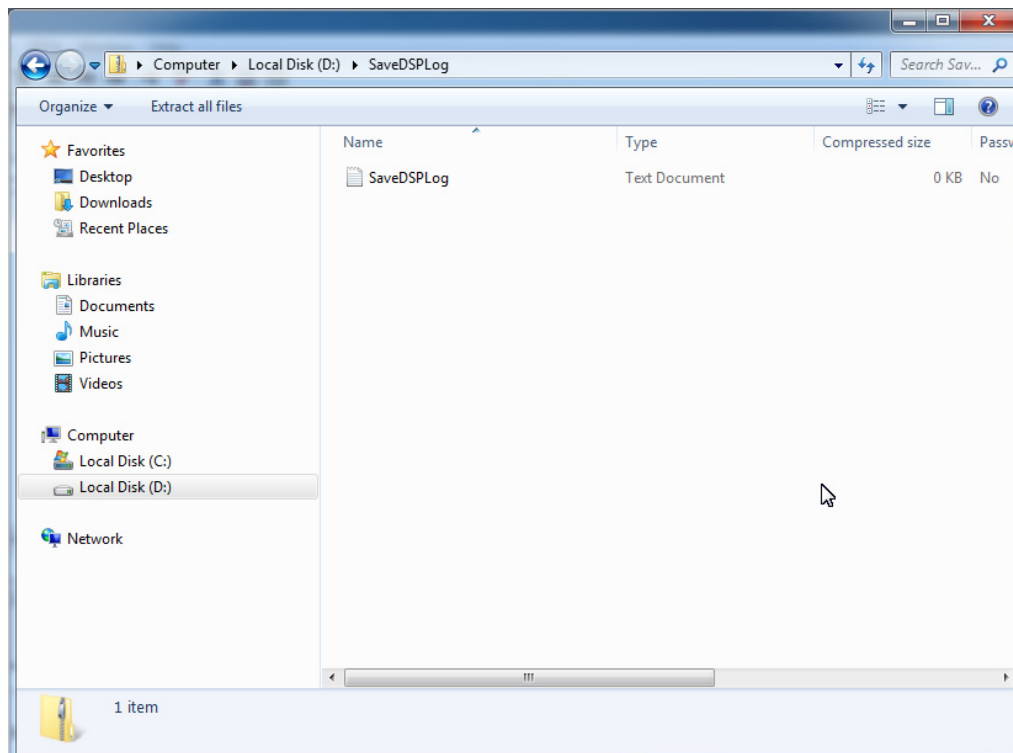 Computer Local Disk (D:) SaveDSPLog
Search Sav...
Organize Extract all files
Name Type Compressed size Passw
SaveDSPLog Text Document 0 KB No
Favorites
Desktop
Downloads
Recent Places
Libraries
Documents
Music
Pictures
Videos
Computer
Local Disk (C:)
Local Disk (D:)
Network
1 item